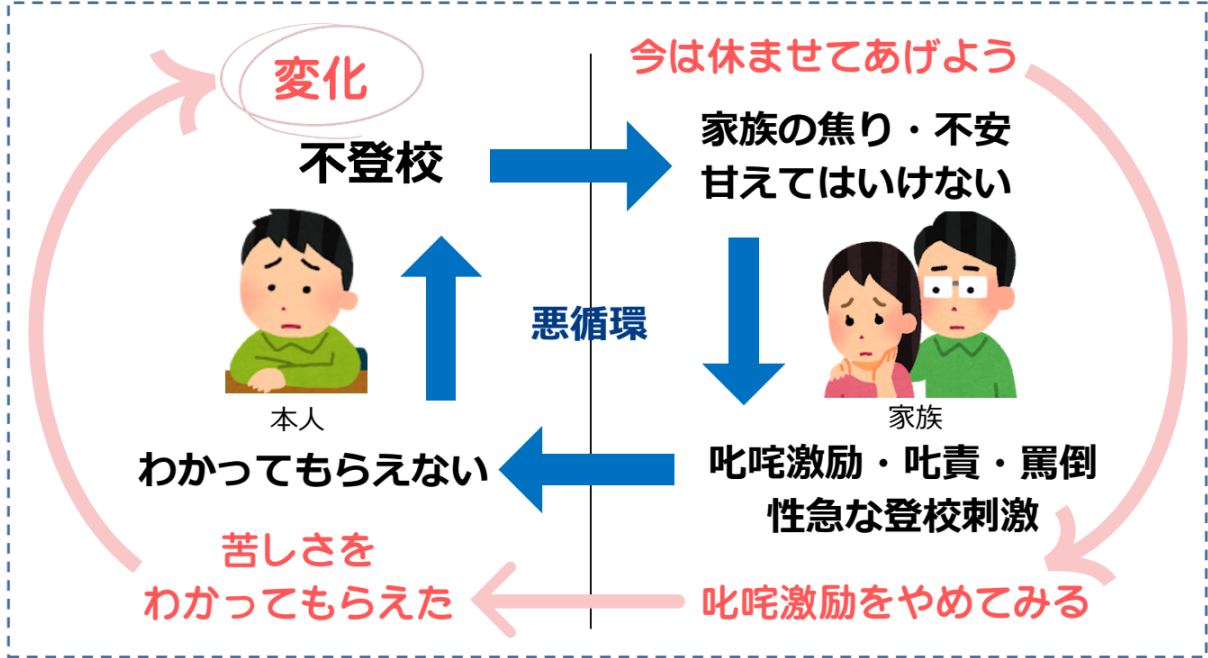 変化
不登校
今は休ませてあげよう
家族の焦り・不安
甘えてはいけない
悪循環
本人
家族
わかってもらえない
叱咤激励・叱責・罵倒
性急な登校刺激
苦しさを
わかってもらえた
叱咤激励をやめてみる